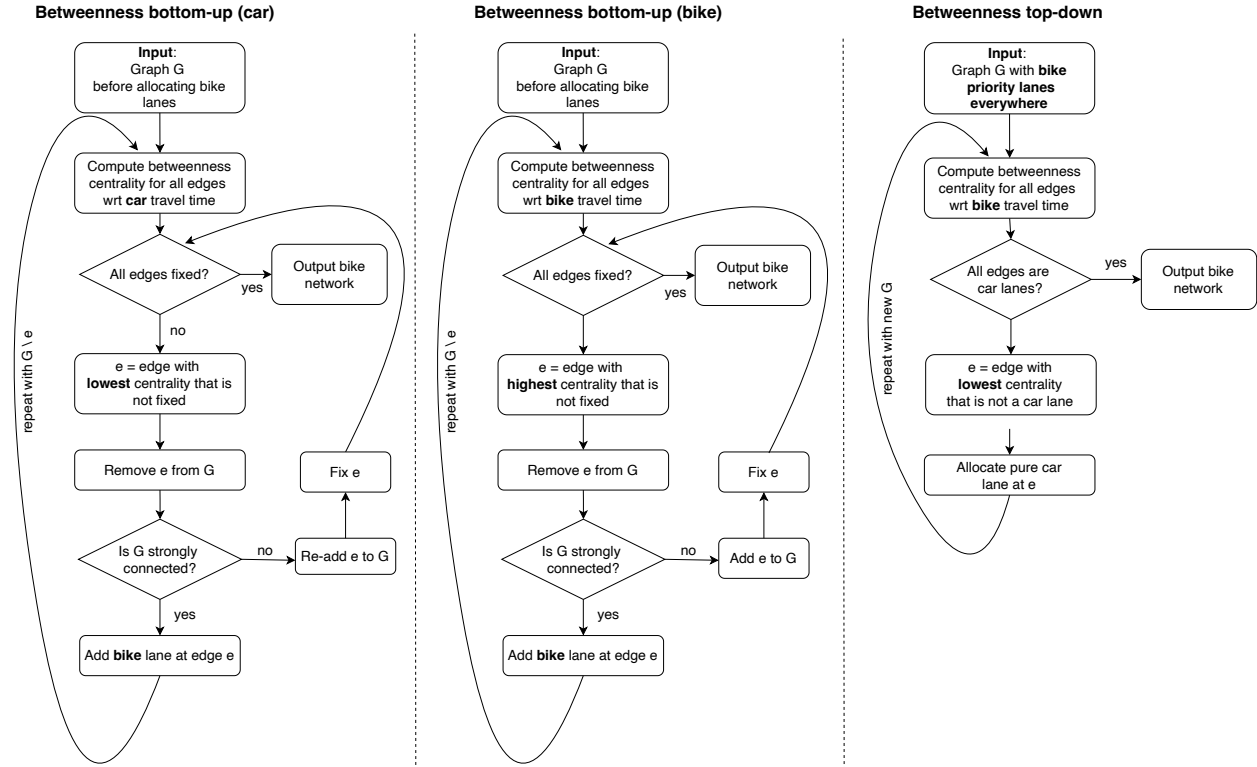 Betweenness bottom-up (car)
Input:
Graph G
before allocating bike
lanes
Compute betweenness
centrality for all edges
wrt car travel time
All edges fixed?
yes
Output bike
network
no
e = edge with
lowest centrality that is
not fixed
Remove e from G
Is G strongly
connected?
no
Re-add e to G
Fix e
yes
Add bike lane at edge e
repeat with G \ e
Betweenness bottom-up (bike)
Input:
Graph G
before allocating bike
lanes
Compute betweenness
centrality for all edges
wrt bike travel time
All edges fixed?
yes
Output bike
network
e = edge with
highest centrality that is
not fixed
Remove e from G
Is G strongly
connected?
no
Add e to G
Fix e
yes
Add bike lane at edge e
repeat with G \ e
Betweenness top-down
Input:
Graph G with bike
priority lanes
everywhere
Compute betweenness
centrality for all edges
wrt bike travel time
All edges are
car lanes?
yes
Output bike
network
e = edge with
lowest centrality
that is not a car lane
Allocate pure car
lane at e
repeat with new G